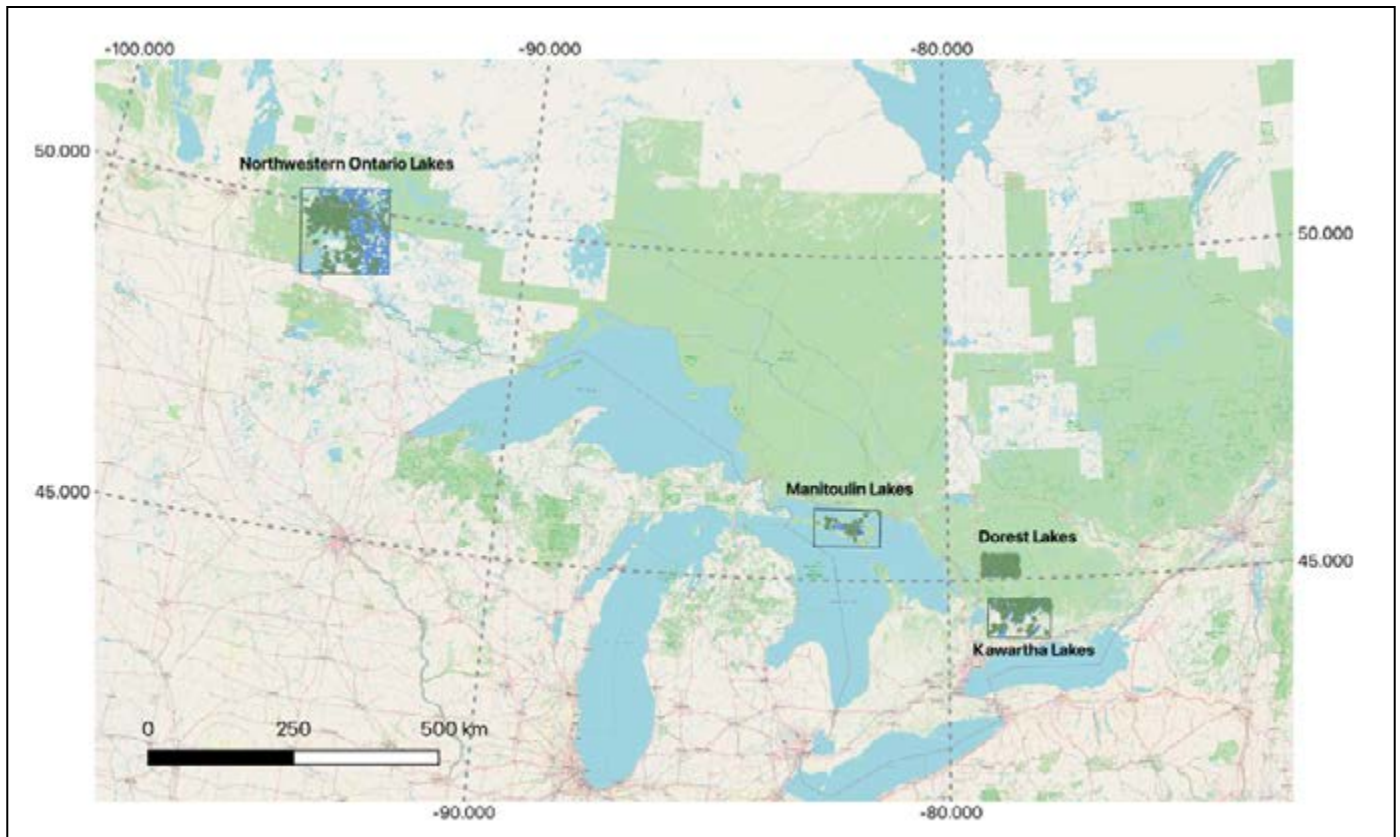 -100.000 -90.000 -80.000
50.000
Northwestern Ontario Lakes
50.000
45.000
Manitoulin Lakes
Dorest Lakes
45.000
Kawartha Lakes
0 250 500 km
-90.000 -80.000